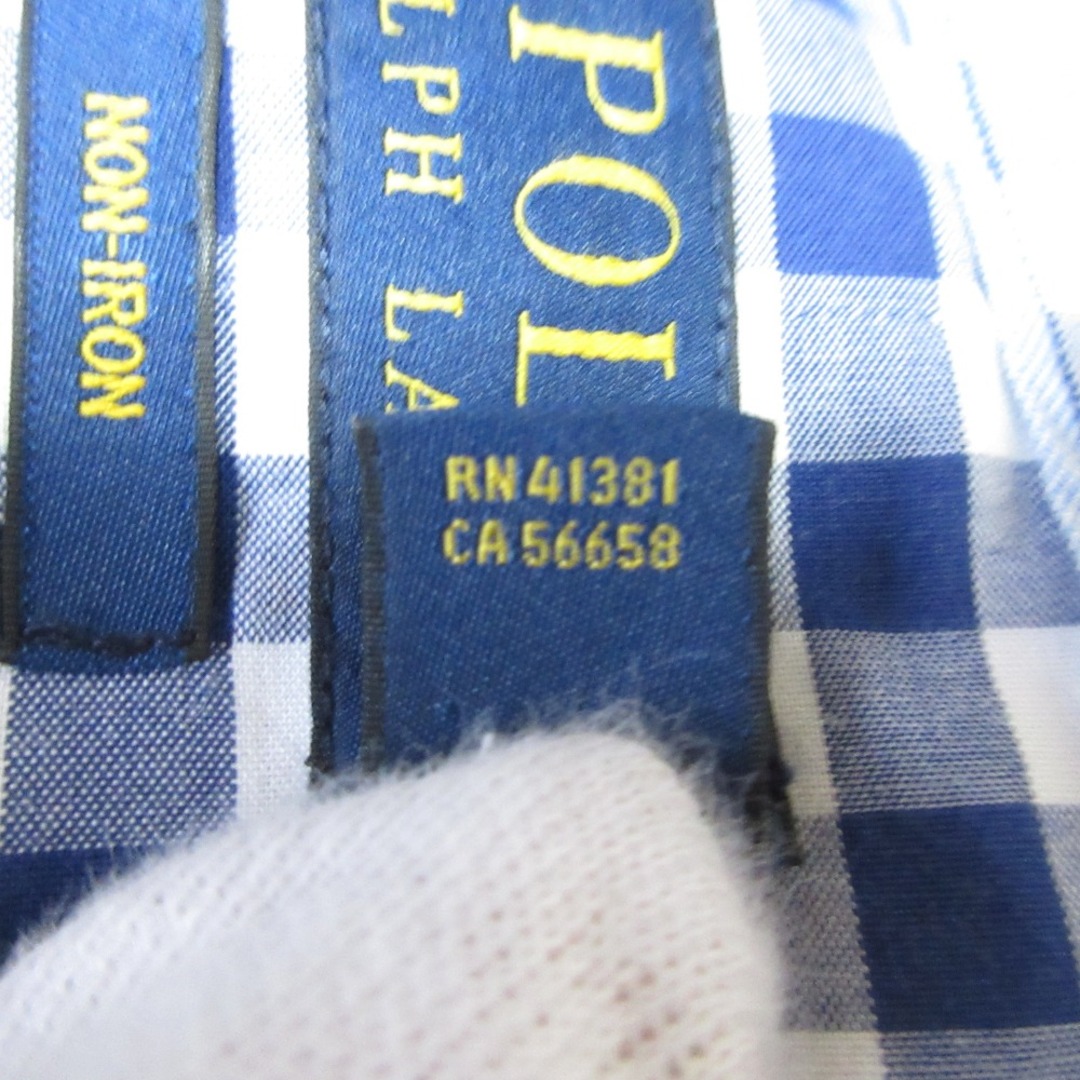 NON-IRON
POL
LPH LA
RN 41381
CA 56658